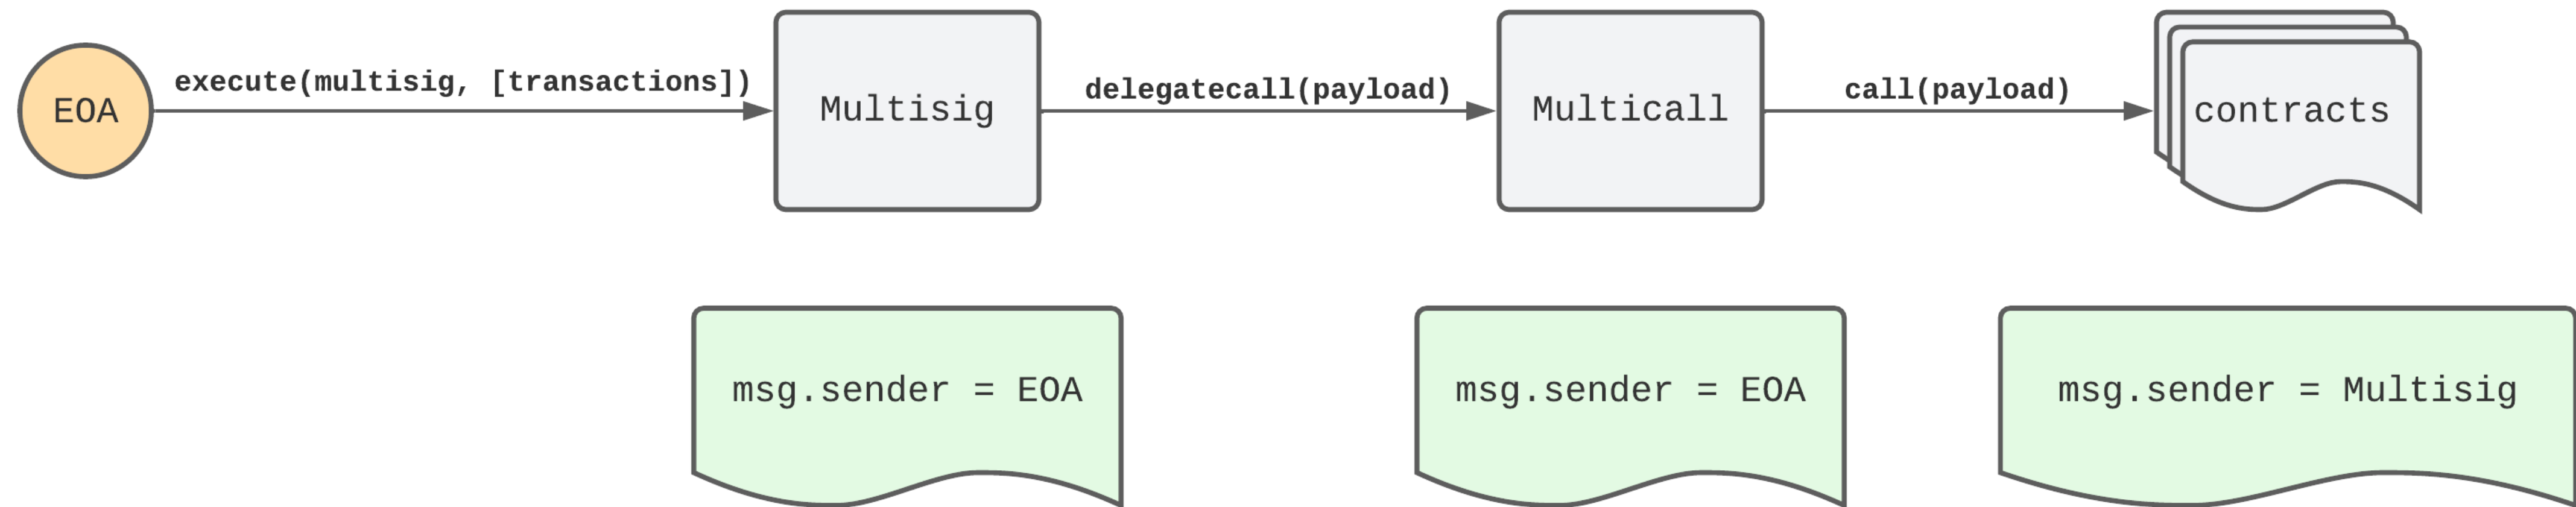 EOA
execute(multisig, [transactions])
Multisig
delegatecall(payload)
Multicall
call(payload)
contracts
msg.sender = EOA
msg.sender = EOA
msg.sender = Multisig